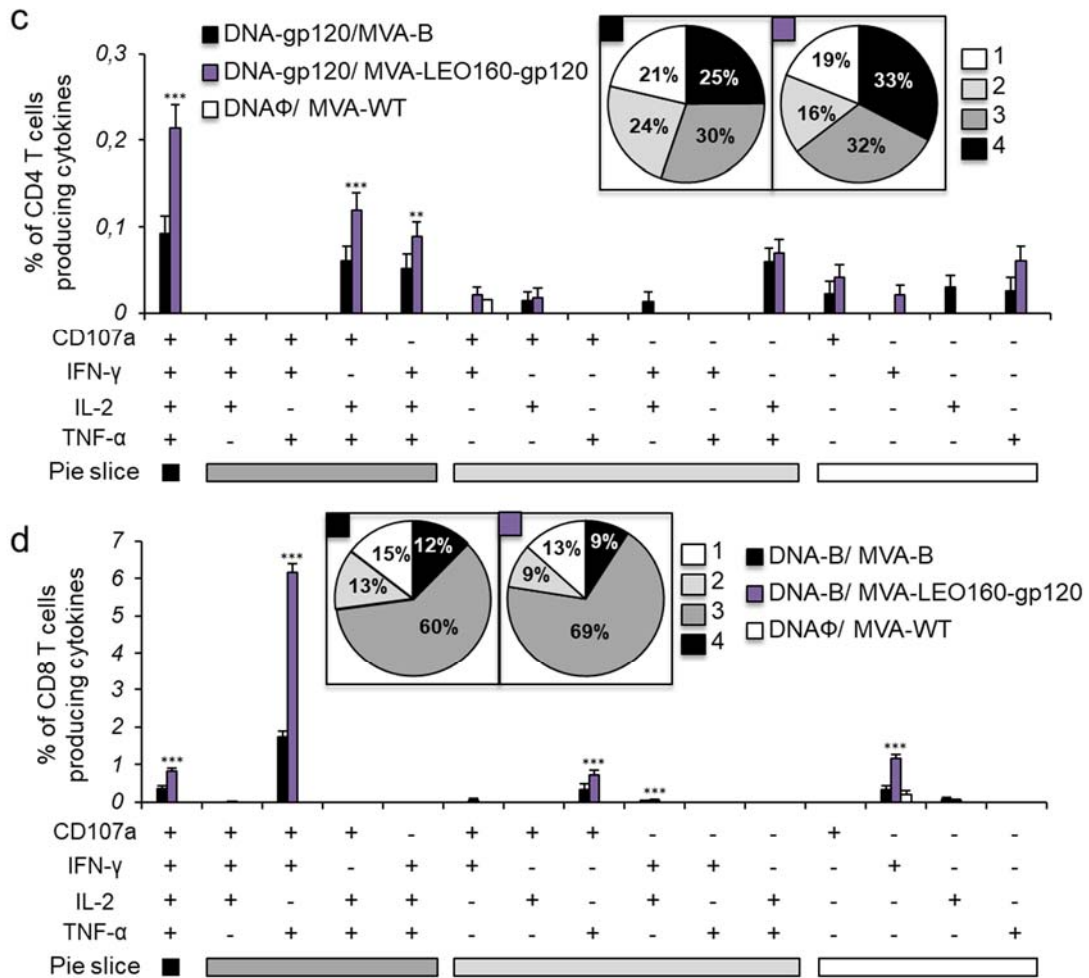 c
DNA-gp120/MVA-B
DNA-gp120/ MVA-LEO160-gp120
DNAΦ/ MVA-WT
21% 25% 24% 30%
19% 33% 16% 32%
1
2
3
4
% of CD4 T cells
producing cytokines
0,3
0,2
0,1
0
*** *** **
CD107a + + + + - + + + - - - + - - -
IFN-γ + + + - + + - - + + - - + - -
IL-2 + + - + + - + - + - + - - + -
TNF-α + - + + + - - + - + + - - - +
Pie slice
d
15% 12% 13% 60%
13% 9% 9% 69%
1
2
3
4
DNA-B/ MVA-B
DNA-B/ MVA-LEO160-gp120
DNAΦ/ MVA-WT
% of CD8 T cells
producing cytokines
7
6
5
4
3
2
1
0
*** *** *** *** ***
CD107a + + + + - + + + - - - + - - -
IFN-γ + + + - + + - - + + - - + - -
IL-2 + + - + + - + - + - + - - + -
TNF-α + - + + + - - + - + + - - - +
Pie slice